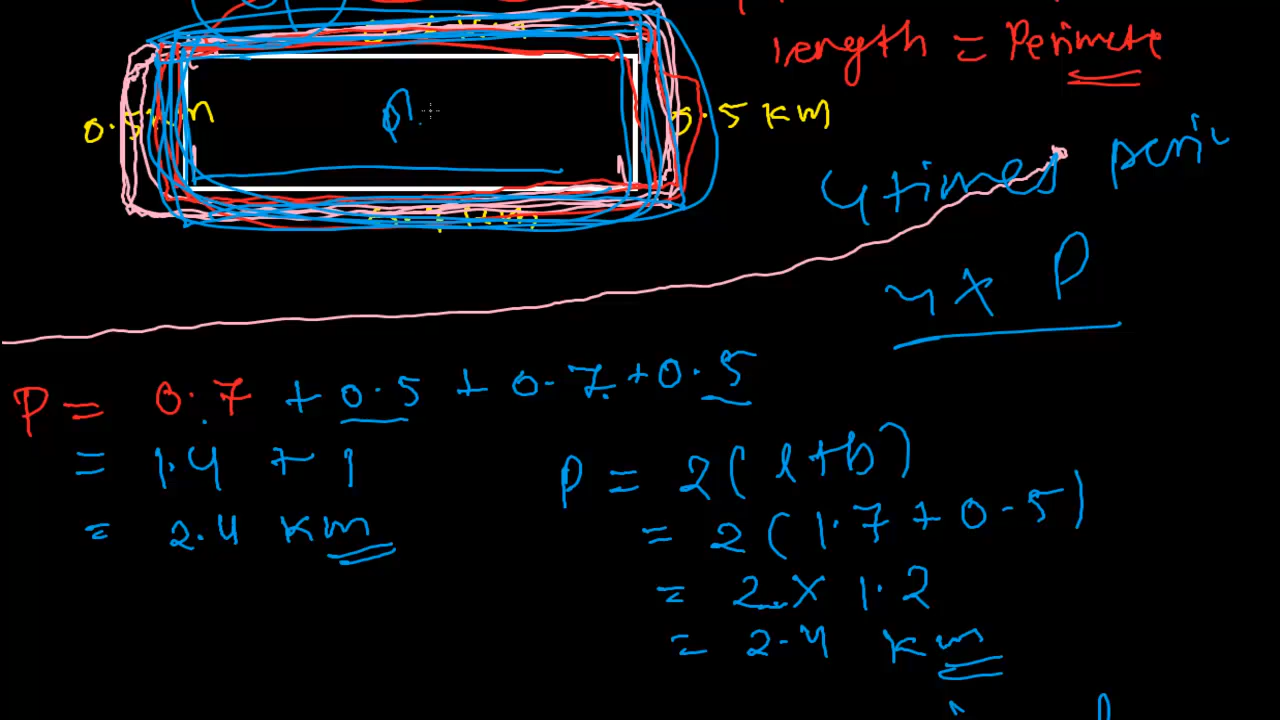 length = Perimete
0.5 km
0.5 km
4 times peri
4 x P
P = 0.7 + 0.5 + 0.7 + 0.5
= 1.4 + 1
= 2.4 km
P = 2 ( l + b )
= 2 ( 1.7 + 0.5 )
= 2 x 1.2
= 2.4 km